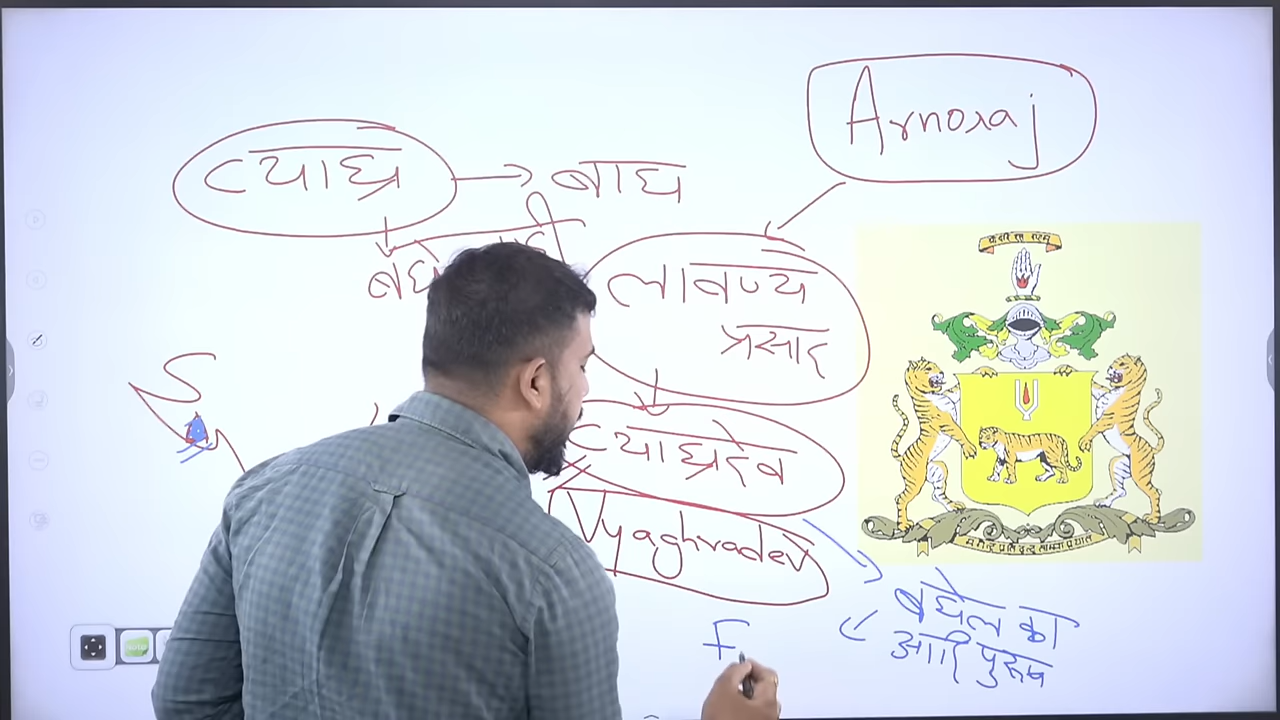 Arnoraj
व्याघ्र → बाघ
लावण्य
प्रसाद
व्याघ्रदेव
Vyaghradev
बघेल का
आदि पुरूष
F